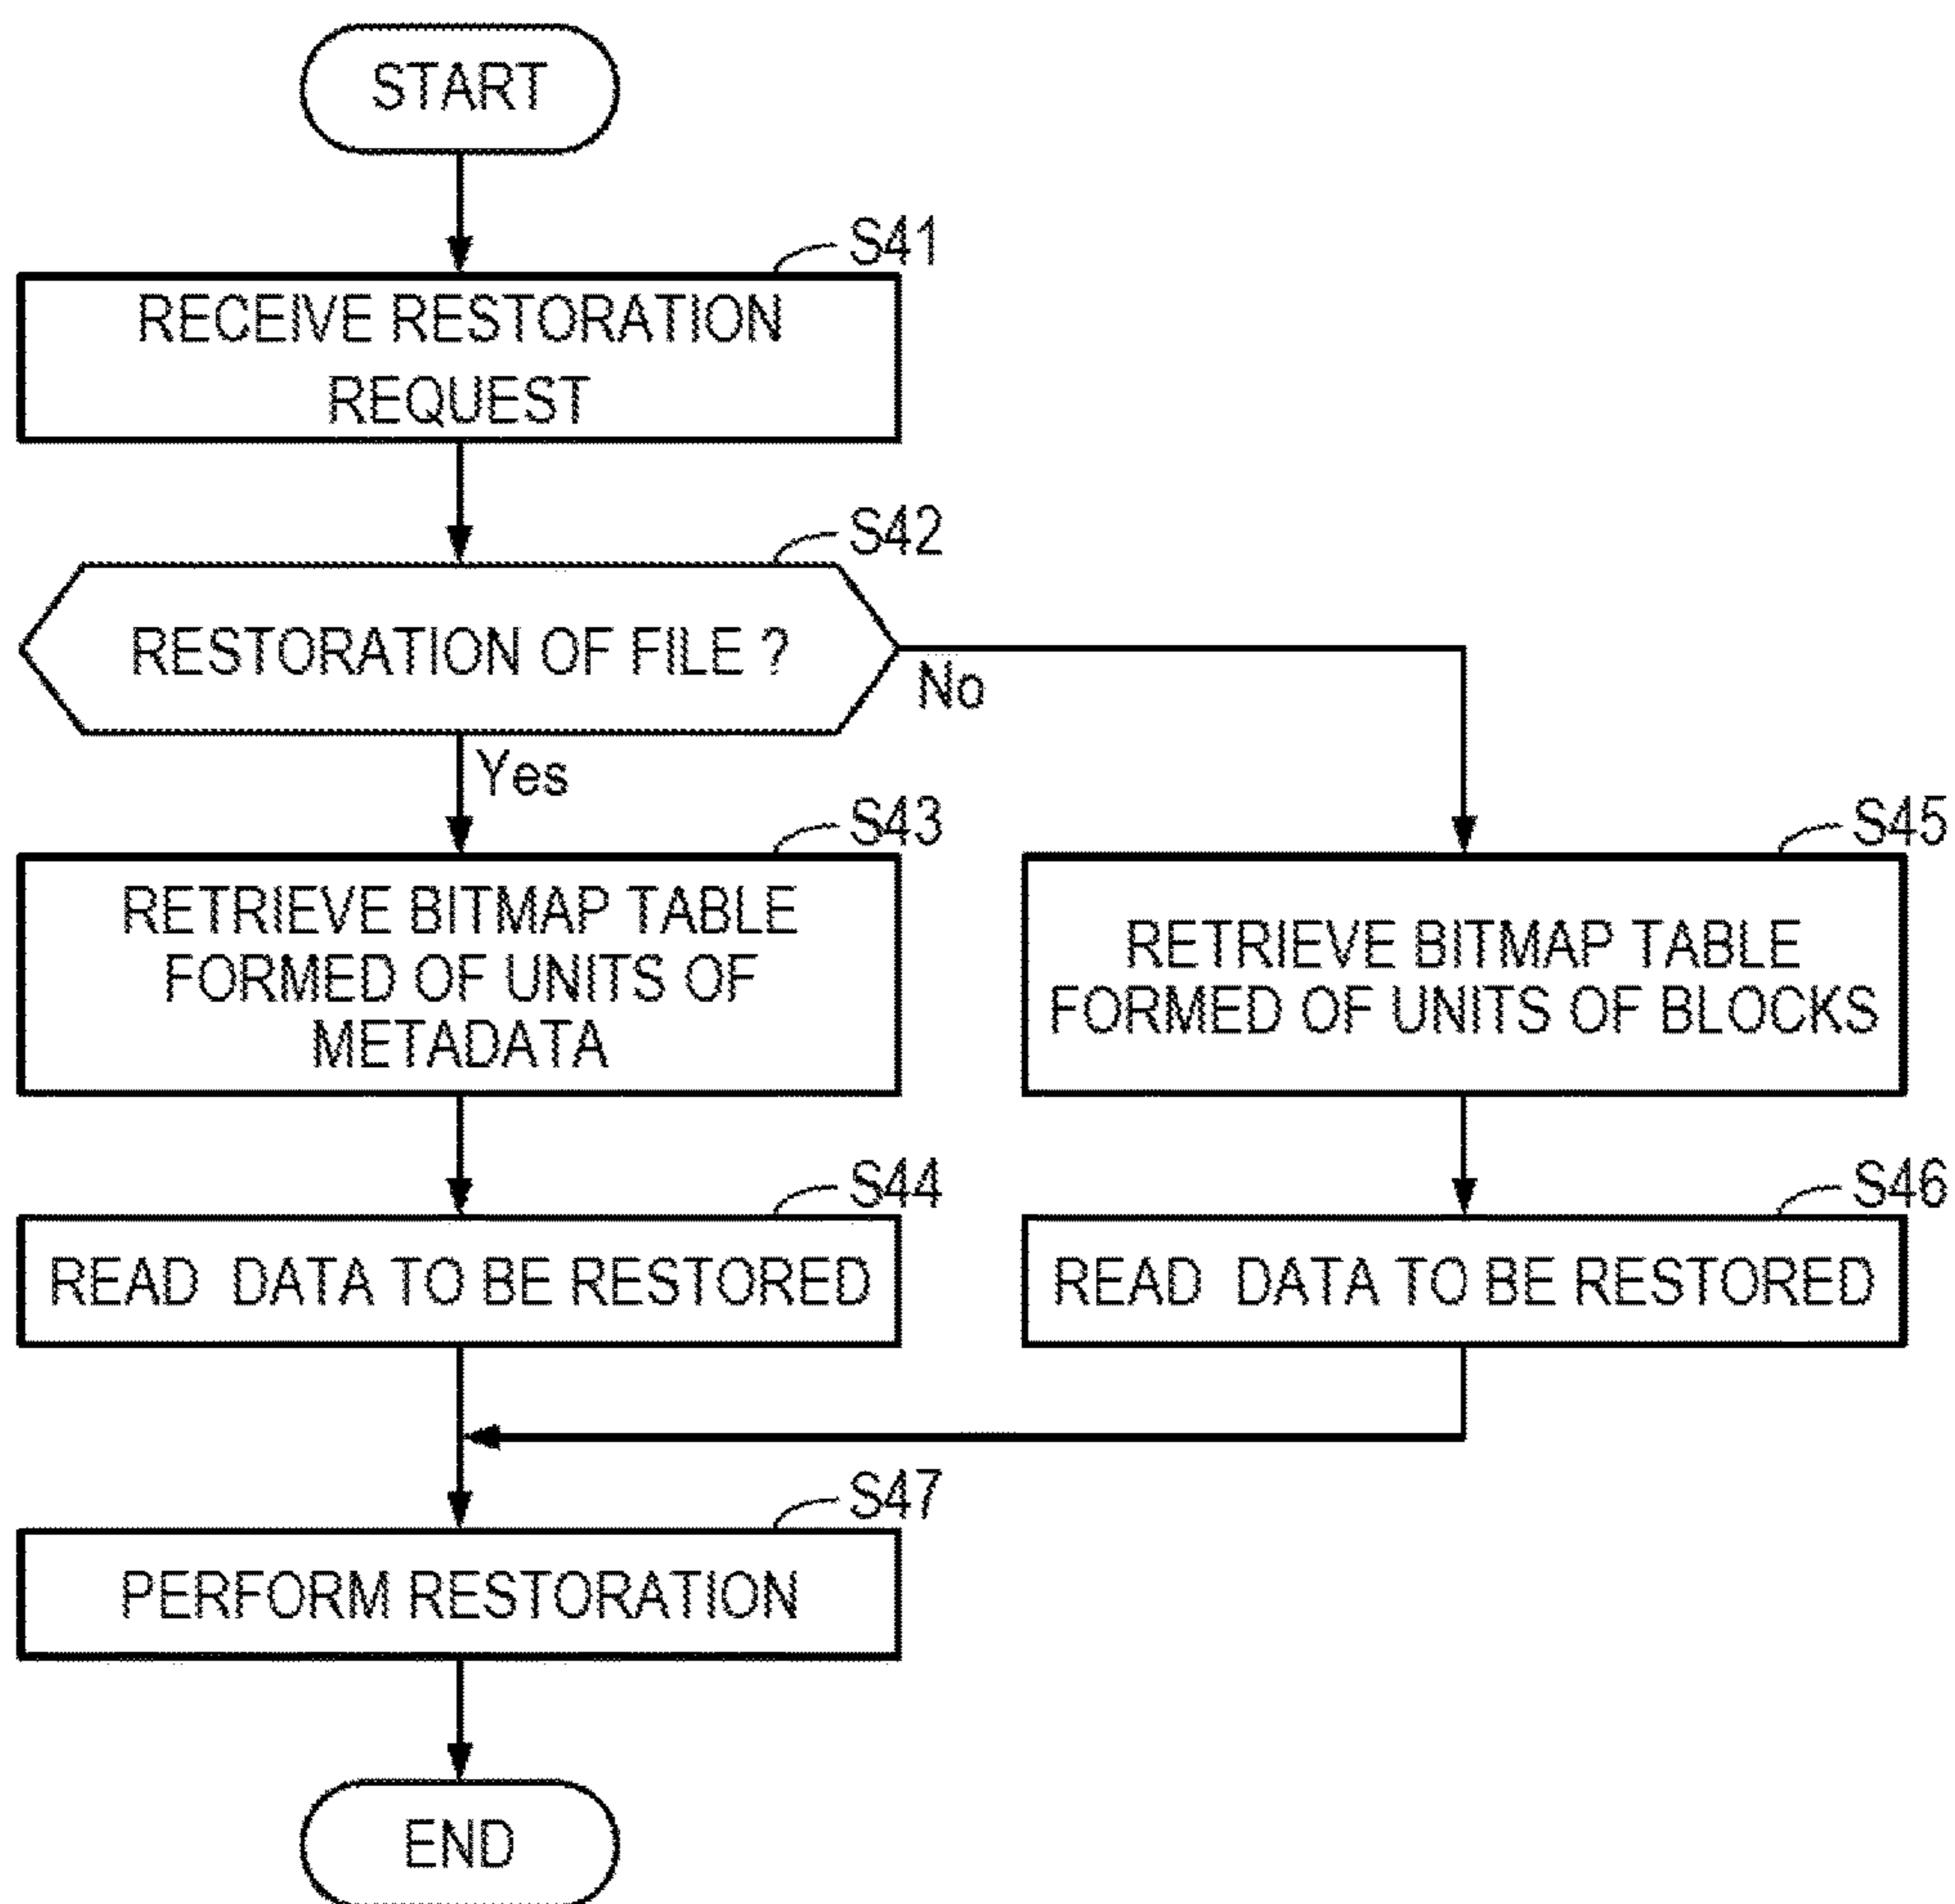 START
S41
RECEIVE RESTORATION
REQUEST
S42
RESTORATION OF FILE ?
No
Yes
S43
RETRIEVE BITMAP TABLE
FORMED OF UNITS OF
METADATA
S45
RETRIEVE BITMAP TABLE
FORMED OF UNITS OF BLOCKS
S44
READ DATA TO BE RESTORED
S46
READ DATA TO BE RESTORED
S47
PERFORM RESTORATION
END